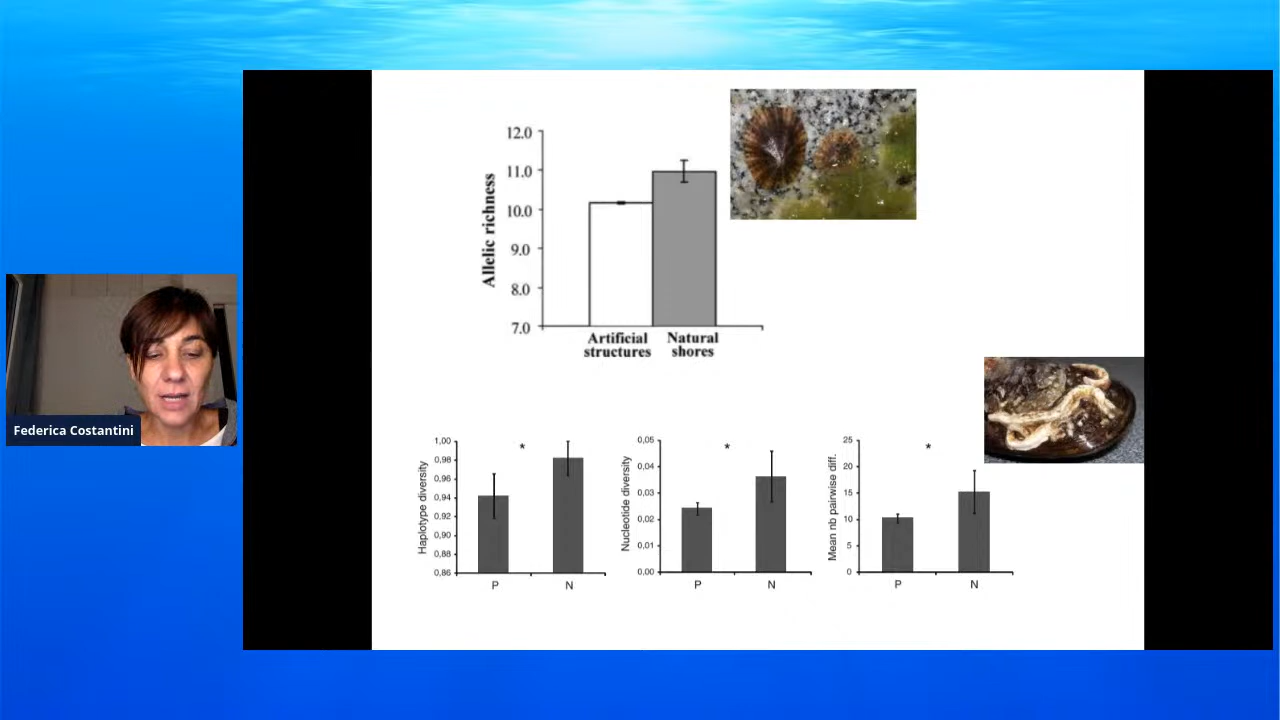 12.0
11.0
10.0
9.0
8.0
7.0
Allelic richness
Artificial
structures
Natural
shores
Federica Costantini
1,00
0,98
0,96
0,94
0,92
0,90
0,88
0,86
Haplotype diversity
*
P
N
0,05
0,04
0,03
0,02
0,01
0,00
Nucleotide diversity
*
P
N
25
20
15
10
5
0
Mean nb pairwise diff.
*
P
N